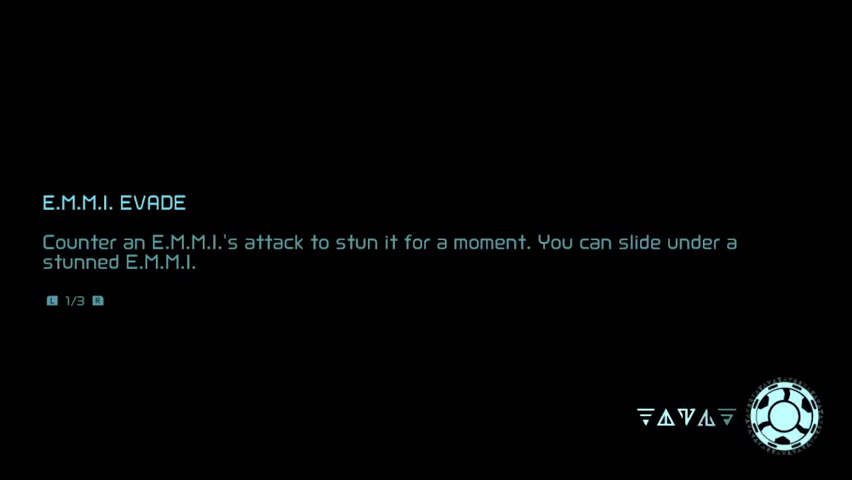 E.M.M.I. EVADE
Counter an E.M.M.I.'s attack to stun it for a moment. You can slide under a
stunned E.M.M.I.
L 1/3 R